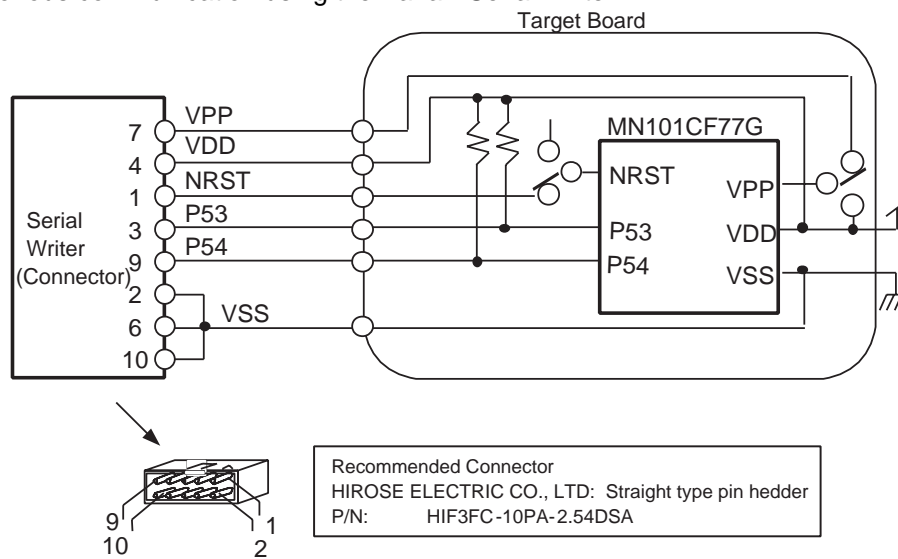 Target Board
7 VPP
4 VDD
1 NRST
3 P53
9 P54
2
6 VSS
10
Serial
Writer
(Connector)
MN101CF77G
NRST
VPP
P53
VDD
P54
VSS
9
10
1
2
Recommended Connector
HIROSE ELECTRIC CO., LTD: Straight type pin hedder
P/N: HIF3FC-10PA-2.54DSA